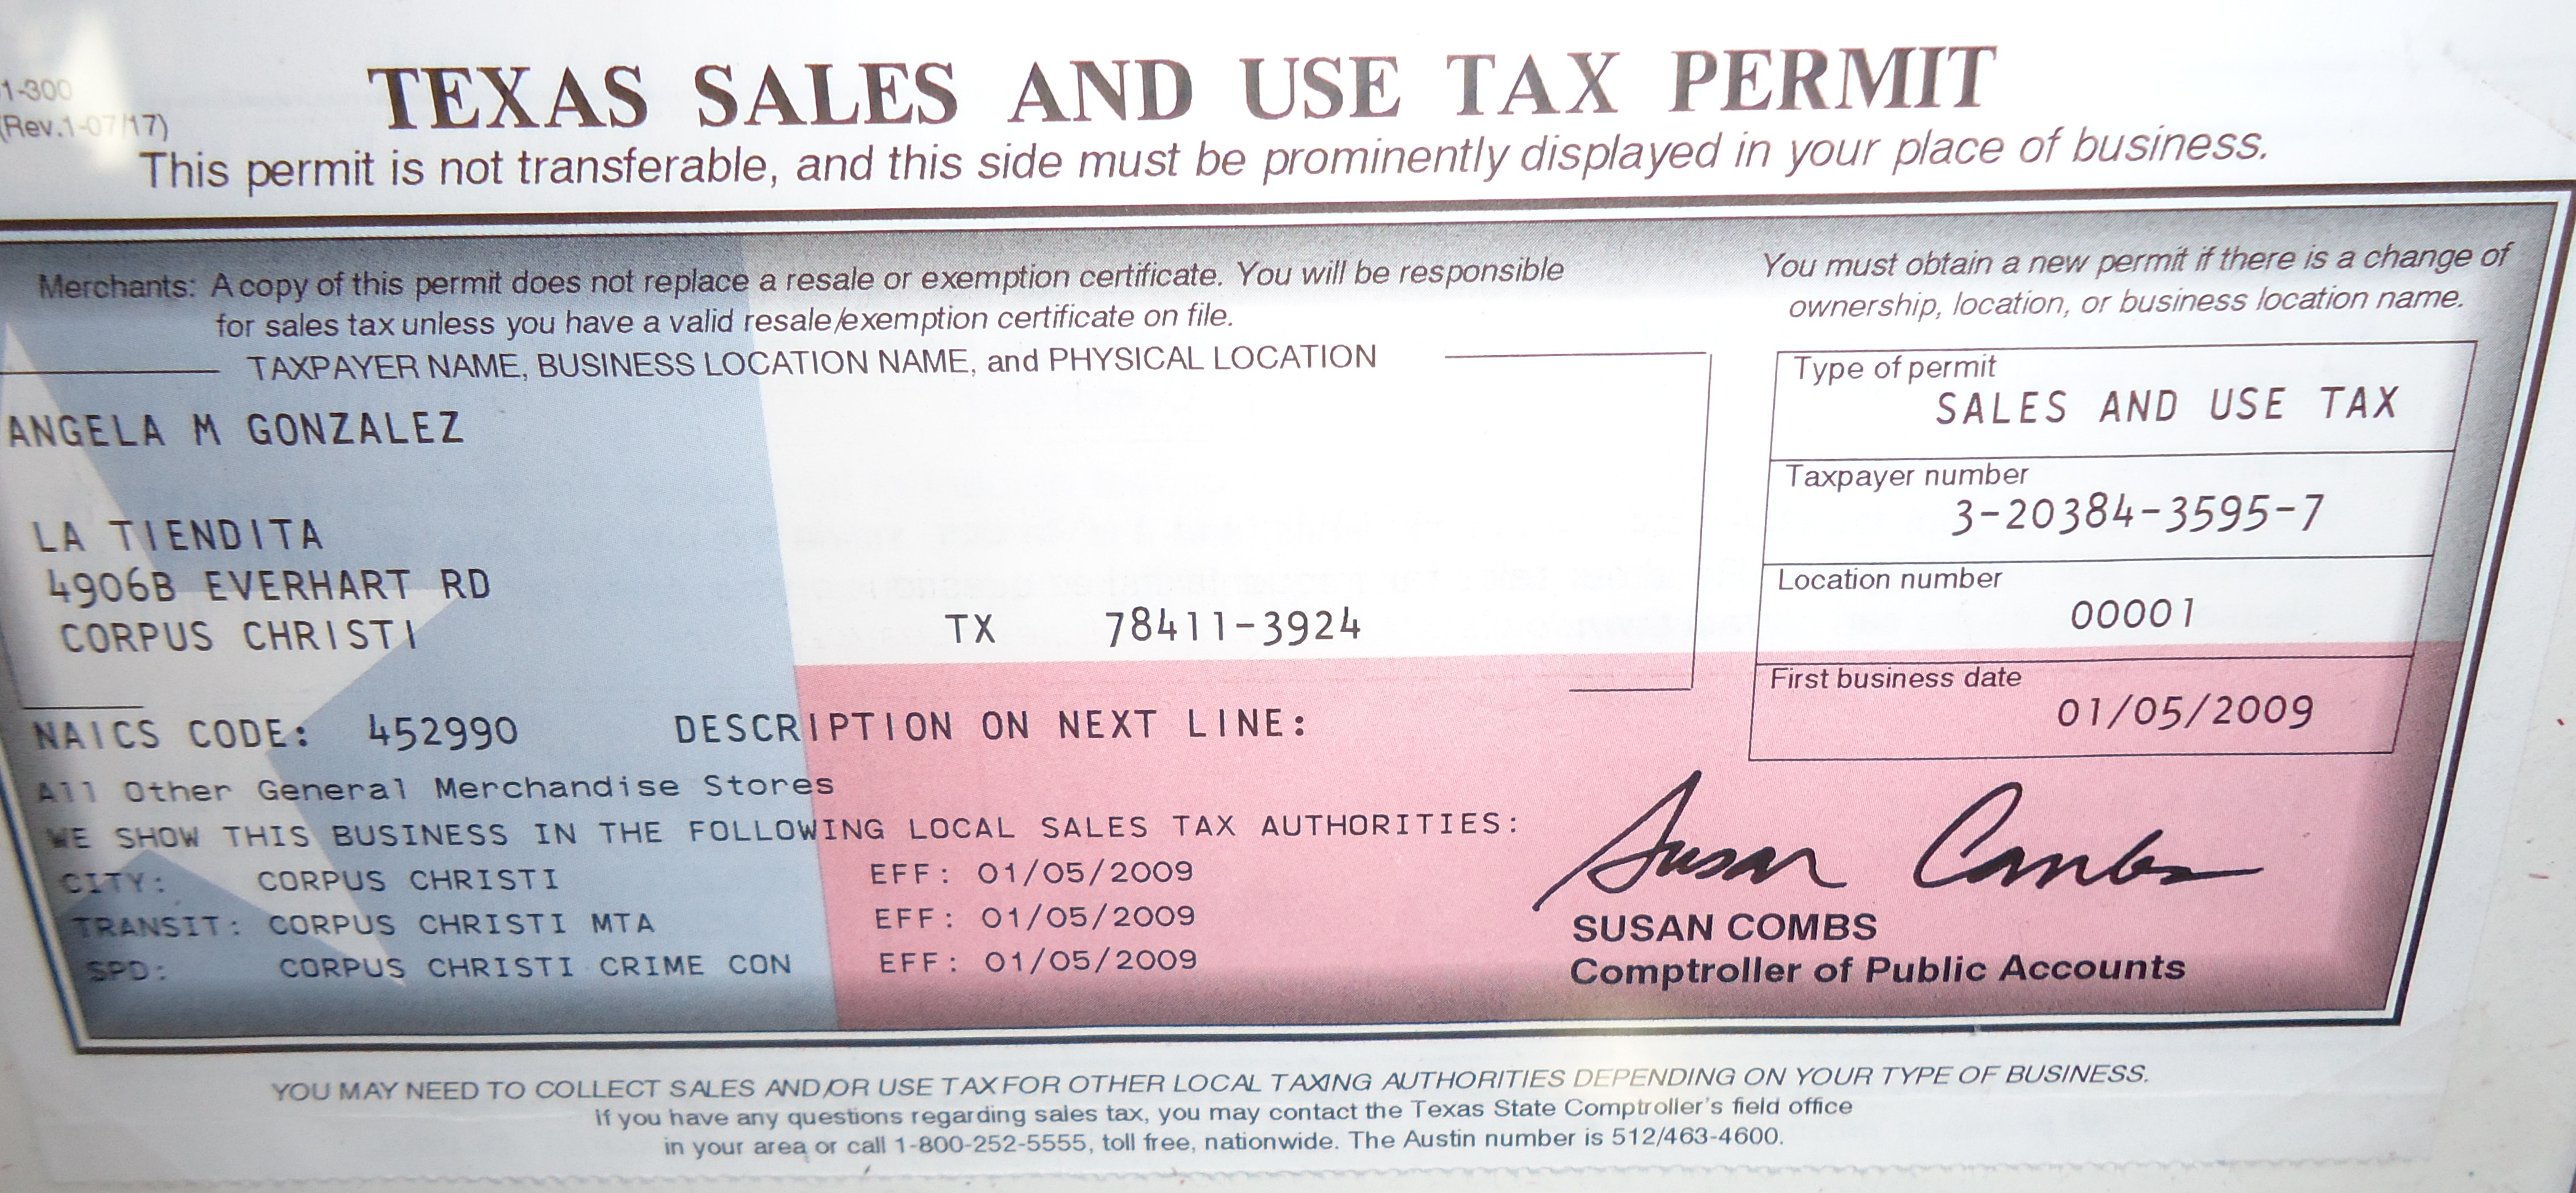 1-300
(Rev.1-07/17)
TEXAS SALES AND USE TAX PERMIT
This permit is not transferable, and this side must be prominently displayed in your place of business.
Merchants: A copy of this permit does not replace a resale or exemption certificate. You will be responsible
for sales tax unless you have a valid resale/exemption certificate on file.
You must obtain a new permit if there is a change of
ownership, location, or business location name.
TAXPAYER NAME, BUSINESS LOCATION NAME, and PHYSICAL LOCATION
ANGELA M GONZALEZ
LA TIENDITA
4906B EVERHART RD
CORPUS CHRISTI TX 78411-3924
Type of permit
SALES AND USE TAX
Taxpayer number
3-20384-3595-7
Location number
00001
First business date
01/05/2009
NAICS CODE: 452990 DESCRIPTION ON NEXT LINE:
All Other General Merchandise Stores
WE SHOW THIS BUSINESS IN THE FOLLOWING LOCAL SALES TAX AUTHORITIES:
CITY: CORPUS CHRISTI EFF: 01/05/2009
TRANSIT: CORPUS CHRISTI MTA EFF: 01/05/2009
SPD: CORPUS CHRISTI CRIME CON EFF: 01/05/2009
Susan Combs
SUSAN COMBS
Comptroller of Public Accounts
YOU MAY NEED TO COLLECT SALES AND/OR USE TAX FOR OTHER LOCAL TAXING AUTHORITIES DEPENDING ON YOUR TYPE OF BUSINESS.
If you have any questions regarding sales tax, you may contact the Texas State Comptroller's field office
in your area or call 1-800-252-5555, toll free, nationwide. The Austin number is 512/463-4600.